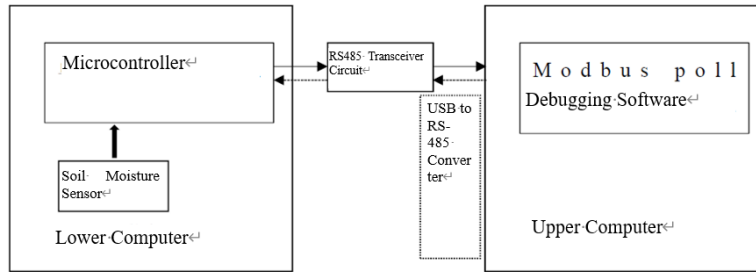 Microcontroller↵
Soil Moisture
Sensor↵
Lower Computer↵
RS485 Transceiver
Circuit↵
USB to
RS-
485
Conver
ter↵
Modbus poll
Debugging Software↵
Upper Computer↵